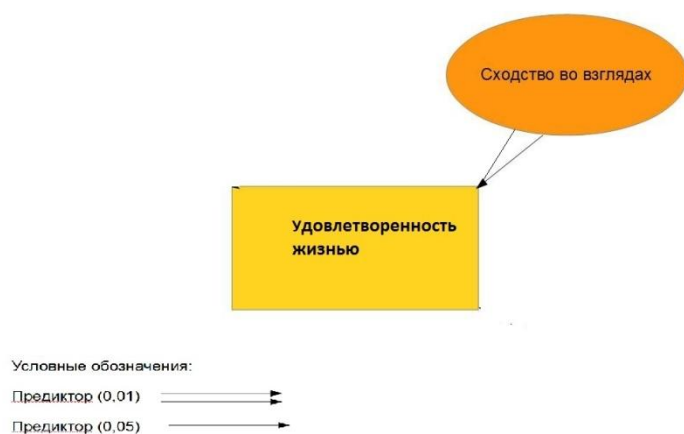 Сходство во взглядах
Удовлетворенность
жизнью
Условные обозначения:
Предиктор (0,01)
Предиктор (0,05)